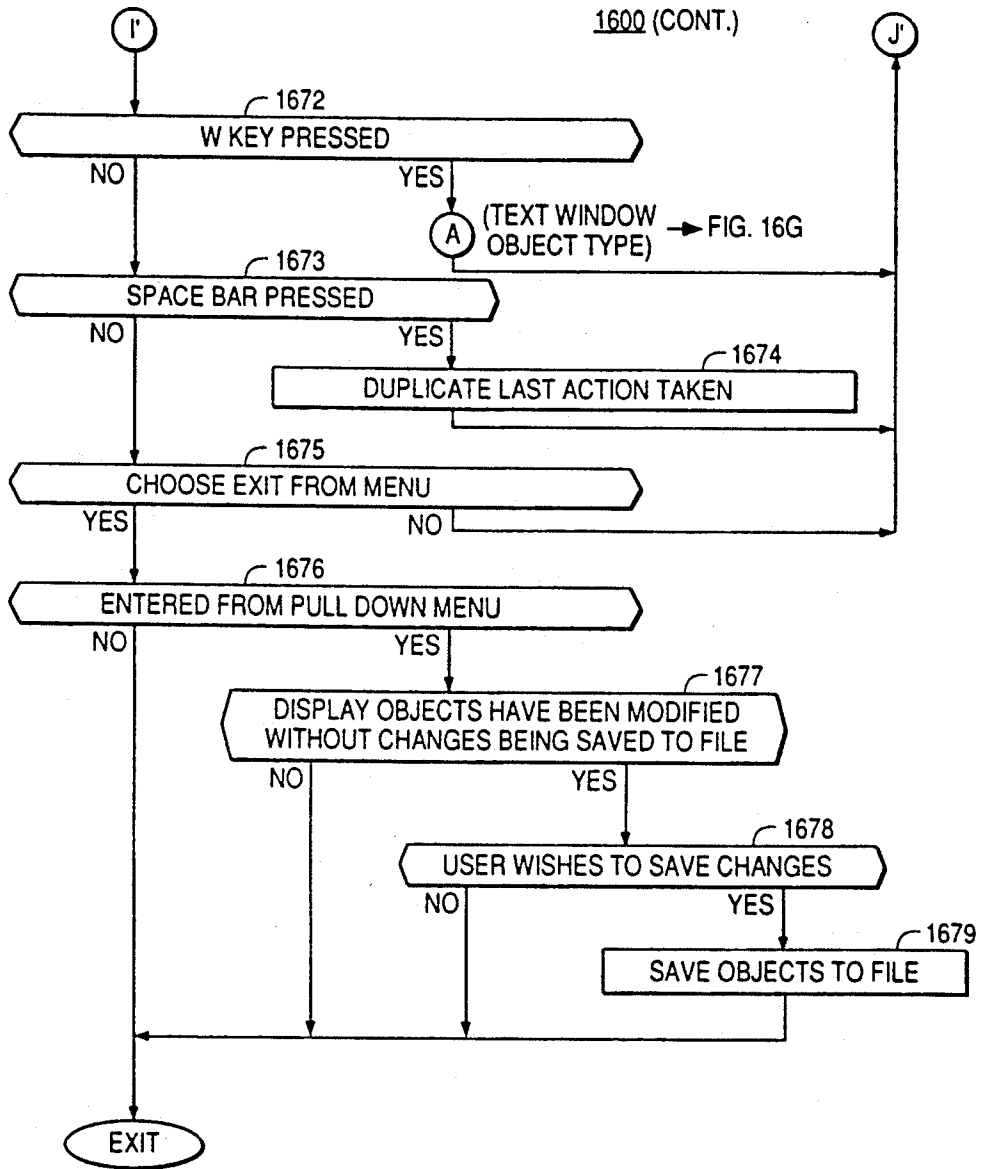 I'
1600 (CONT.)
J'
1672
W KEY PRESSED
NO
YES
A
(TEXT WINDOW
OBJECT TYPE)
FIG. 16G
1673
SPACE BAR PRESSED
NO
YES
1674
DUPLICATE LAST ACTION TAKEN
1675
CHOOSE EXIT FROM MENU
YES
NO
1676
ENTERED FROM PULL DOWN MENU
NO
YES
1677
DISPLAY OBJECTS HAVE BEEN MODIFIED
WITHOUT CHANGES BEING SAVED TO FILE
NO
YES
1678
USER WISHES TO SAVE CHANGES
NO
YES
1679
SAVE OBJECTS TO FILE
EXIT